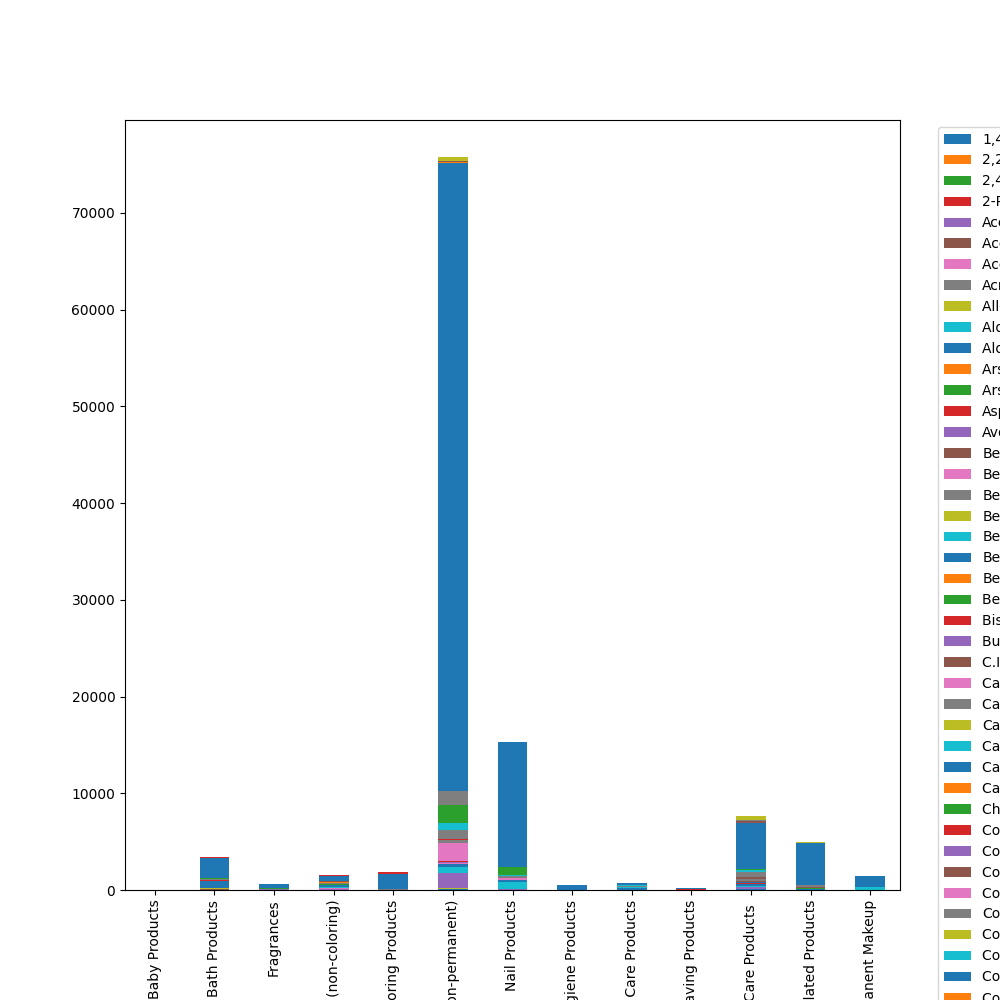 70000
60000
50000
40000
30000
20000
10000
0
Baby Products
Bath Products
Fragrances
(non-coloring)
oring Products
on-permanent)
Nail Products
giene Products
Care Products
aving Products
Care Products
lated Products
anent Makeup
1,4
2,2
2,4
2-
Ace
Ac
Ac
Acr
All
Alo
Alo
Ars
Ars
Asp
Avo
Be
Be
Be
Be
Be
Be
Be
Be
Bis
Bu
C.I
Ca
Ca
Ca
Ca
Ca
Ca
Ch
Co
Co
Co
Co
Co
Co
Co
Co
Co